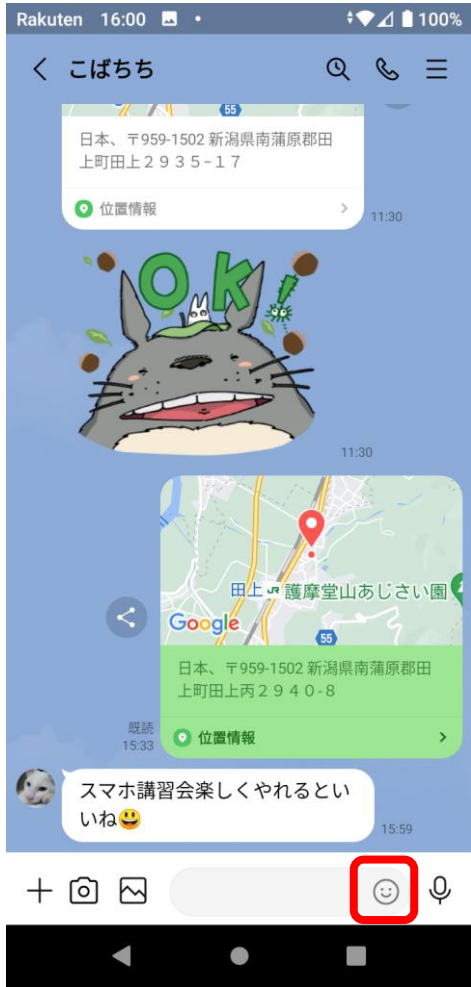 Rakuten 16:00 100%
こばちち
55
日本、〒959-1502 新潟県南蒲原郡田
上町田上２９３５−１７
位置情報
11:30
OK!
11:30
田上 JR 護摩堂山あじさい園
Google
55
日本、〒959-1502 新潟県南蒲原郡田
上町田上丙２９４０-８
既読
15:33
位置情報
スマホ講習会楽しくやれるとい
いね😃
15:59